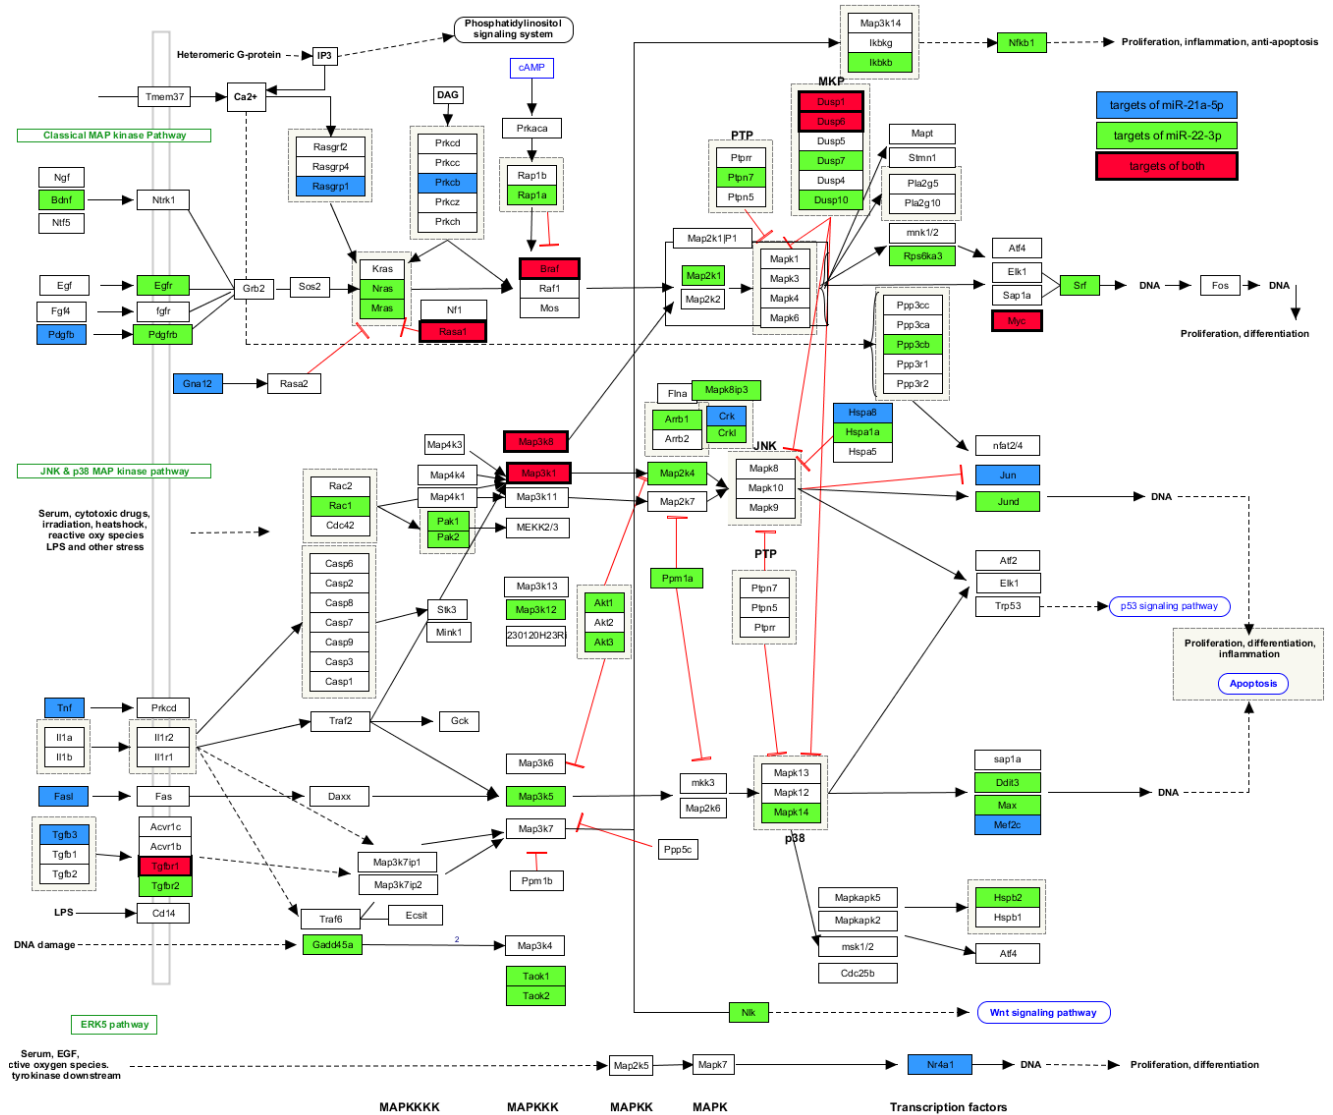 Phosphatidylinositol
signaling system
Heteromeric G-protein
IP3
cAMP
Map3k14
Ikbkg
Ikbkb
Nfkb1
Proliferation, inflammation, anti-apoptosis
Tmem37
Ca2+
DAG
MKP
targets of miR-21a-5p
targets of miR-22-3p
targets of both
Classical MAP kinase Pathway
Prkaca
Dusp1
Dusp6
Dusp5
Dusp7
Dusp4
Dusp10
PTP
Ptprr
Ptpn7
Ptpn5
Mapt
Stmn1
Pla2g5
Pla2g10
mnk1/2
Rps6ka3
Rasgrf2
Rasgrp4
Rasgrp1
Prkcd
Prkcc
Prkcb
Prkcz
Prkch
Rap1b
Rap1a
Ngf
Bdnf
Ntf5
Ntrk1
Map2k1|P1
Map2k1
Map2k2
Mapk1
Mapk3
Mapk4
Mapk6
Atf4
Elk1
Sap1a
Myc
Srf
DNA
Fos
DNA
Proliferation, differentiation
Egf
Egfr
Fgf4
fgfr
Pdgfb
Pdgfrb
Grb2
Sos2
Kras
Nras
Mras
Nf1
Rasa1
Braf
Raf1
Mos
Ppp3cc
Ppp3ca
Ppp3cb
Ppp3r1
Ppp3r2
Gna12
Rasa2
Flna
Mapk8ip3
Arrb1
Arrb2
Crk
Crkl
Hspa8
Hspa1a
Hspa5
nfat2/4
JNK
JNK & p38 MAP kinase pathway
Map4k3
Map4k4
Map4k1
Map3k8
Map3k1
Map3k11
MEKK2/3
Map2k4
Map2k7
Mapk8
Mapk10
Mapk9
Jun
Jund
DNA
Serum, cytotoxic drugs,
irradiation, heatshock,
reactive oxy species
LPS and other stress
Rac2
Rac1
Cdc42
Pak1
Pak2
PTP
Casp6
Casp2
Casp8
Casp7
Casp9
Casp3
Casp1
Stk3
Mink1
Map3k13
Map3k12
230120H23Ri
Akt1
Akt2
Akt3
Ppm1a
Ptpn7
Ptpn5
Ptprr
Atf2
Elk1
Trp53
p53 signaling pathway
Proliferation, differentiation,
inflammation
Apoptosis
Tnf
Prkcd
Il1a
Il1b
Il1r2
Il1r1
Traf2
Gck
Fasl
Fas
Daxx
Map3k6
Map3k5
Map3k7
mkk3
Map2k6
Mapk13
Mapk12
Mapk14
p38
sap1a
Ddit3
Max
Mef2c
DNA
Tgfb3
Tgfb1
Tgfb2
Acvr1c
Acvr1b
Tgfbr1
Tgfbr2
Map3k7ip1
Map3k7ip2
Ppm1b
Ppp5c
LPS
Cd14
Traf6
Ecsit
Mapkapk5
Mapkapk2
msk1/2
Cdc25b
Hspb2
Hspb1
Atf4
DNA damage
Gadd45a
2
Map3k4
Taok1
Taok2
Nlk
Wnt signaling pathway
ERK5 pathway
Serum, EGF,
ctive oxygen species.
tyrokinase downstream
Map2k5
Mapk7
Nr4a1
DNA
Proliferation, differentiation
MAPKKKK
MAPKKK
MAPKK
MAPK
Transcription factors